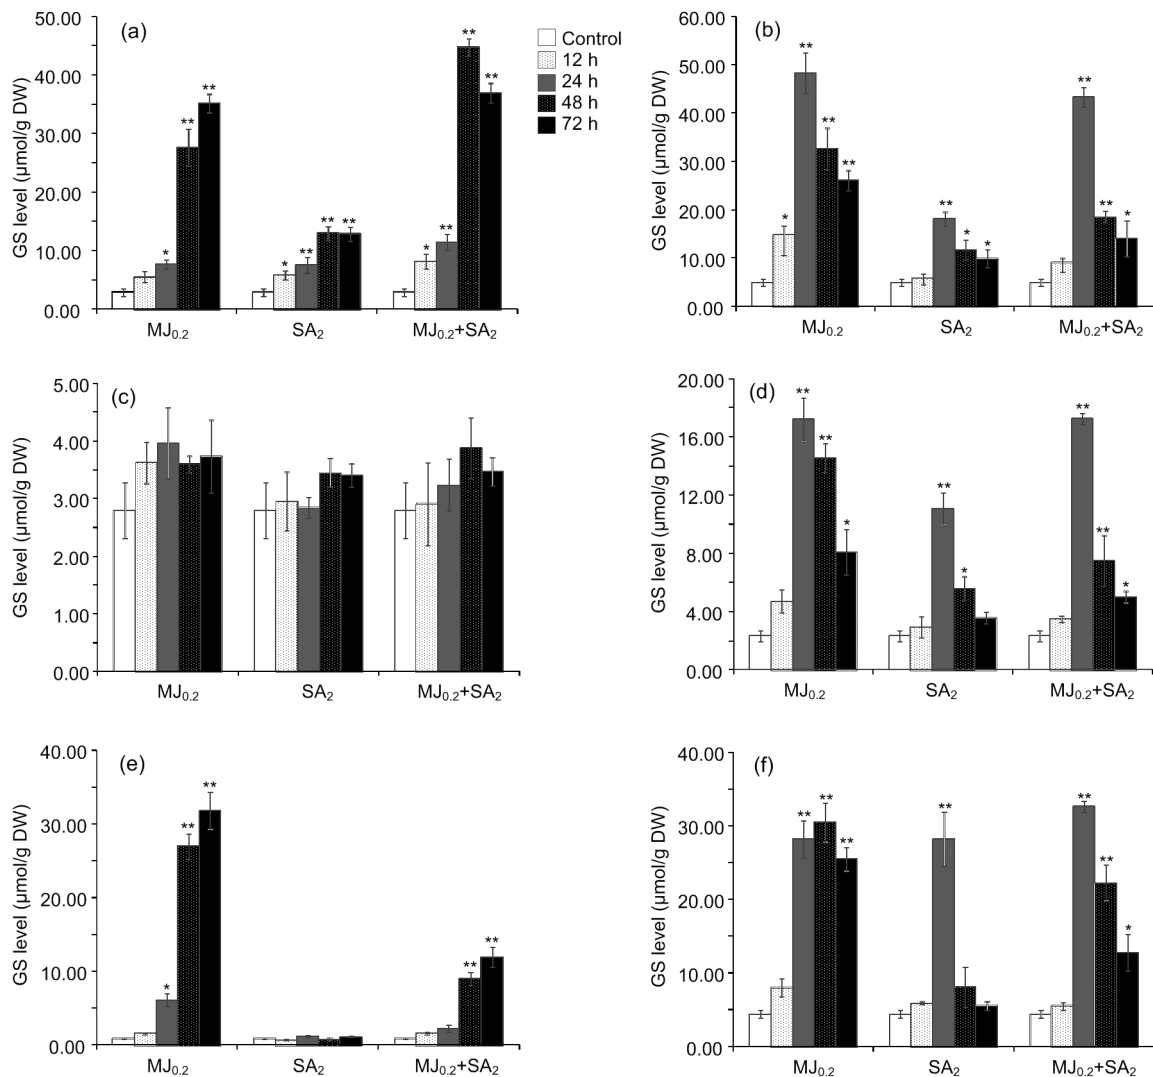 (a)
GS level (µmol/g DW)
50.00
40.00
30.00
20.00
10.00
0.00
** ** * ** * ** ** ** * ** ** **
MJ0.2 SA2 MJ0.2+SA2
Control
12 h
24 h
48 h
72 h
(b)
GS level (µmol/g DW)
60.00
50.00
40.00
30.00
20.00
10.00
0.00
* ** ** ** ** * * ** ** *
MJ0.2 SA2 MJ0.2+SA2
(c)
GS level (µmol/g DW)
5.00
4.00
3.00
2.00
1.00
0.00
MJ0.2 SA2 MJ0.2+SA2
(d)
GS level (µmol/g DW)
20.00
16.00
12.00
8.00
4.00
0.00
** ** * ** * ** ** *
MJ0.2 SA2 MJ0.2+SA2
(e)
GS level (µmol/g DW)
40.00
30.00
20.00
10.00
0.00
* ** ** ** **
MJ0.2 SA2 MJ0.2+SA2
(f)
GS level (µmol/g DW)
40.00
30.00
20.00
10.00
0.00
** ** ** ** ** ** *
MJ0.2 SA2 MJ0.2+SA2